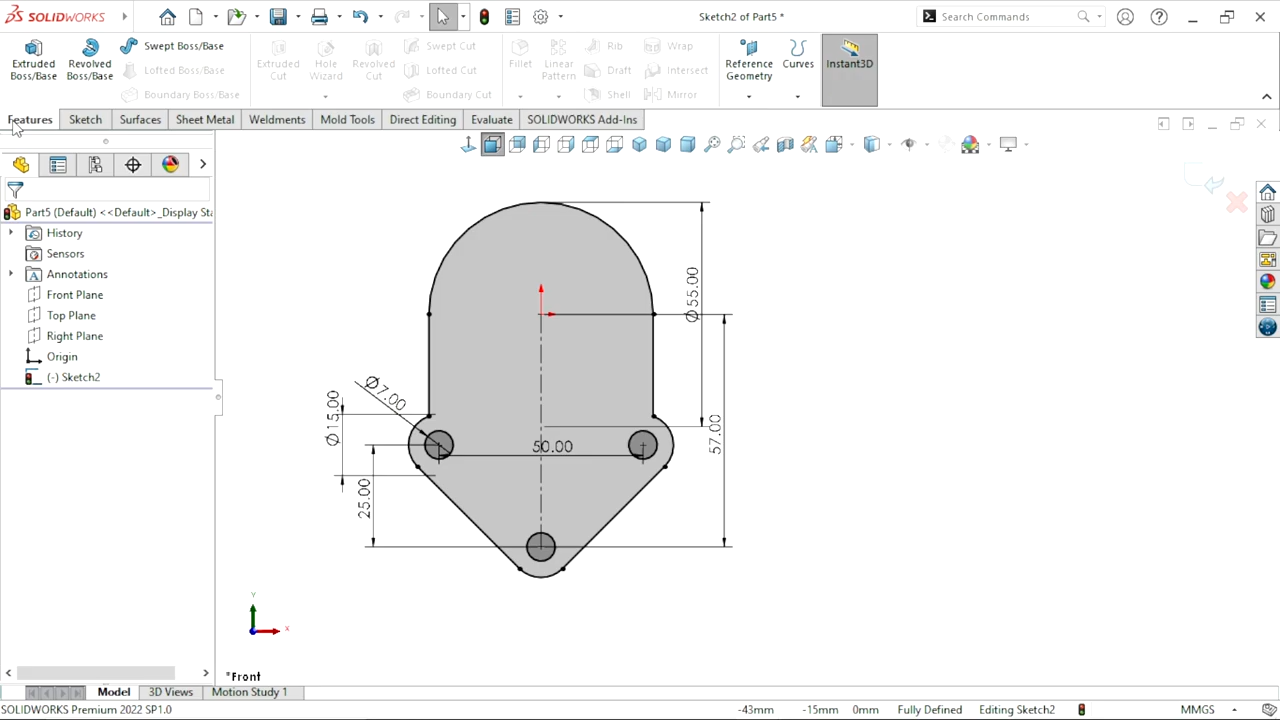 SOLIDWORKS
Sketch2 of Part5 *
Search Commands
Extruded Boss/Base
Revolved Boss/Base
Swept Boss/Base
Lofted Boss/Base
Boundary Boss/Base
Extruded Cut
Hole Wizard
Revolved Cut
Swept Cut
Lofted Cut
Boundary Cut
Fillet
Linear Pattern
Rib
Draft
Shell
Wrap
Intersect
Mirror
Reference Geometry
Curves
Instant3D
Features
Sketch
Surfaces
Sheet Metal
Weldments
Mold Tools
Direct Editing
Evaluate
SOLIDWORKS Add-Ins
Part5 (Default) <<Default>_Display Sta
History
Sensors
Annotations
Front Plane
Top Plane
Right Plane
Origin
(-) Sketch2
∅55.00
∅7.00
∅15.00
50.00
57.00
25.00
Y
X
*Front
Model
3D Views
Motion Study 1
SOLIDWORKS Premium 2022 SP1.0
-43mm
-15mm
0mm
Fully Defined
Editing Sketch2
MMGS